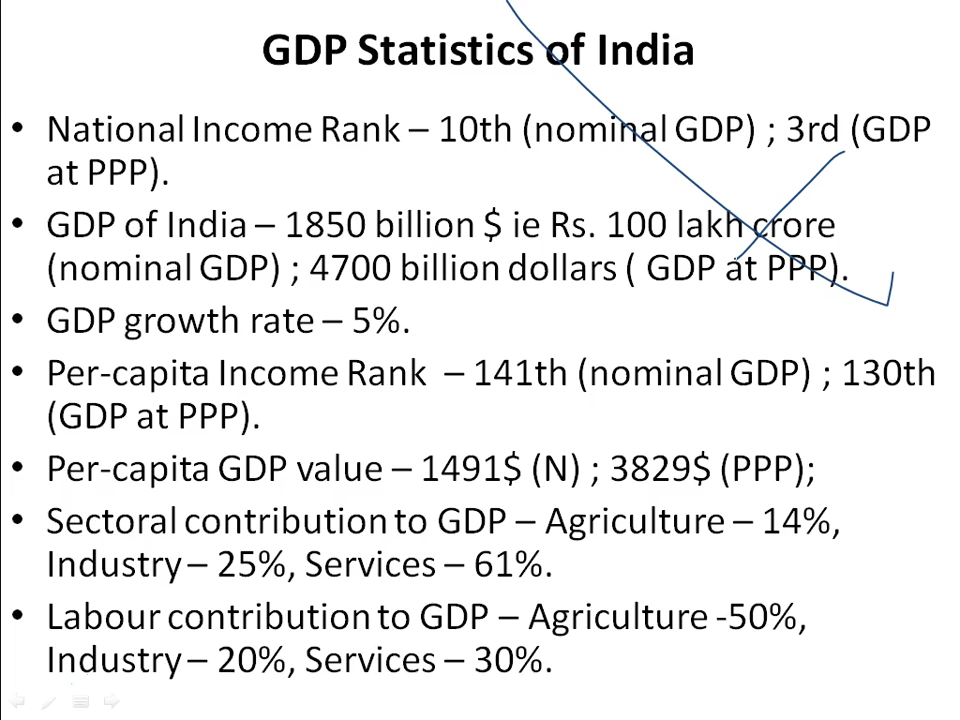 GDP Statistics of India
• National Income Rank – 10th (nominal GDP) ; 3rd (GDP
at PPP).
• GDP of India – 1850 billion $ ie Rs. 100 lakh crore
(nominal GDP) ; 4700 billion dollars ( GDP at PPP).
• GDP growth rate – 5%.
• Per-capita Income Rank – 141th (nominal GDP) ; 130th
(GDP at PPP).
• Per-capita GDP value – 1491$ (N) ; 3829$ (PPP);
• Sectoral contribution to GDP – Agriculture – 14%,
Industry – 25%, Services – 61%.
• Labour contribution to GDP – Agriculture -50%,
Industry – 20%, Services – 30%.